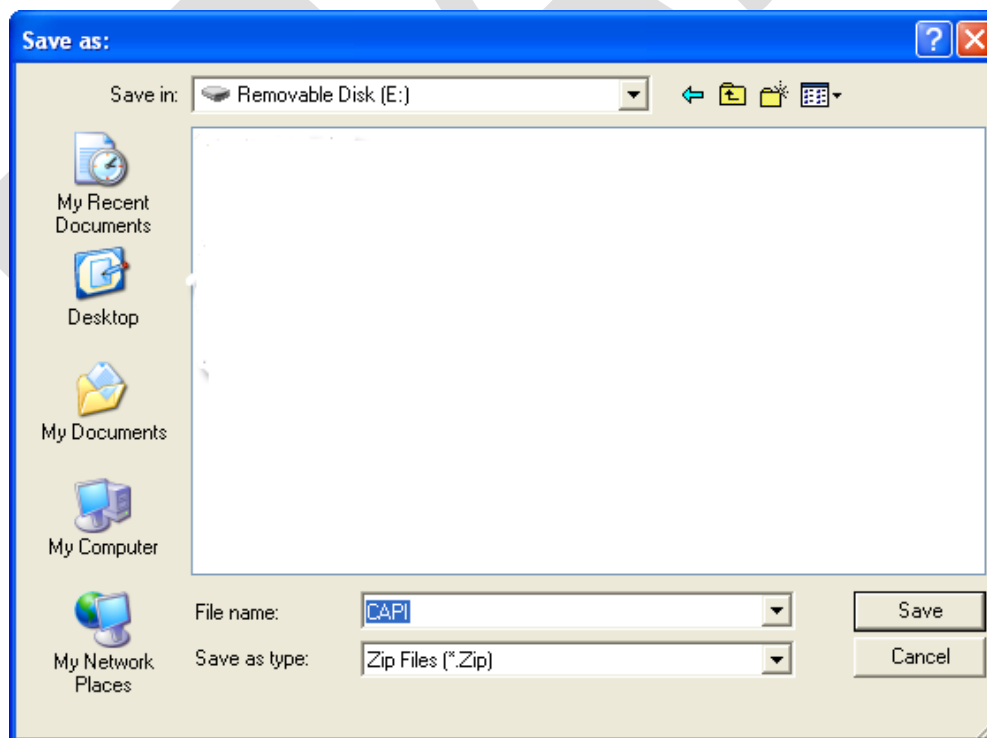 Save as:
Save in:
Removable Disk (E:)
My Recent
Documents
Desktop
My Documents
My Computer
My Network
Places
File name:
CAPI
Save
Save as type:
Zip Files (*.Zip)
Cancel